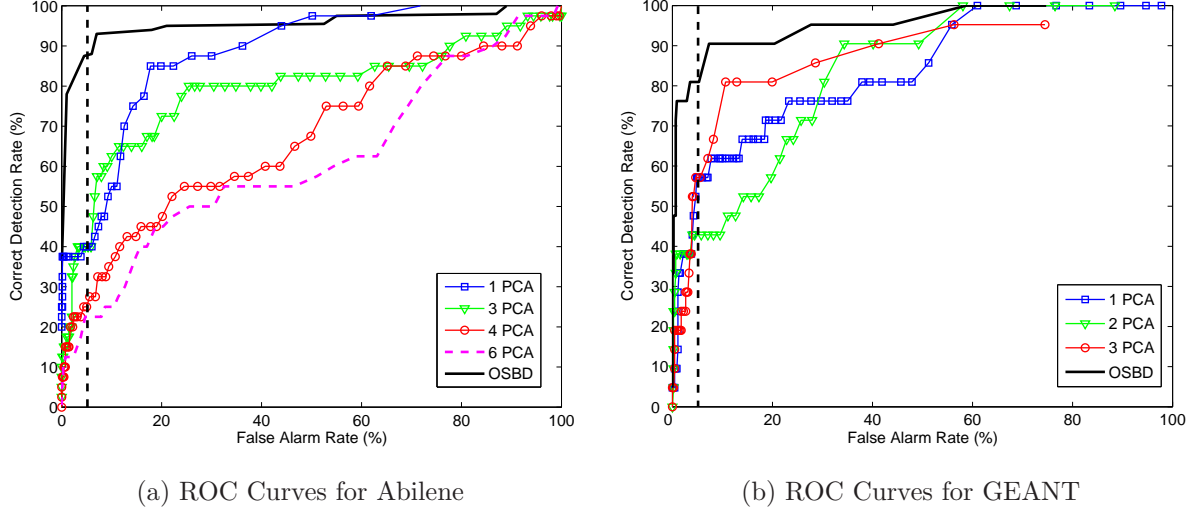 100
90
80
70
60
50
40
30
20
10
0
Correct Detection Rate (%)
0 20 40 60 80 100
False Alarm Rate (%)
1 PCA
3 PCA
4 PCA
6 PCA
OSBD
(a) ROC Curves for Abilene
100
90
80
70
60
50
40
30
20
10
0
Correct Detection Rate (%)
0 20 40 60 80 100
False Alarm Rate (%)
1 PCA
2 PCA
3 PCA
OSBD
(b) ROC Curves for GEANT